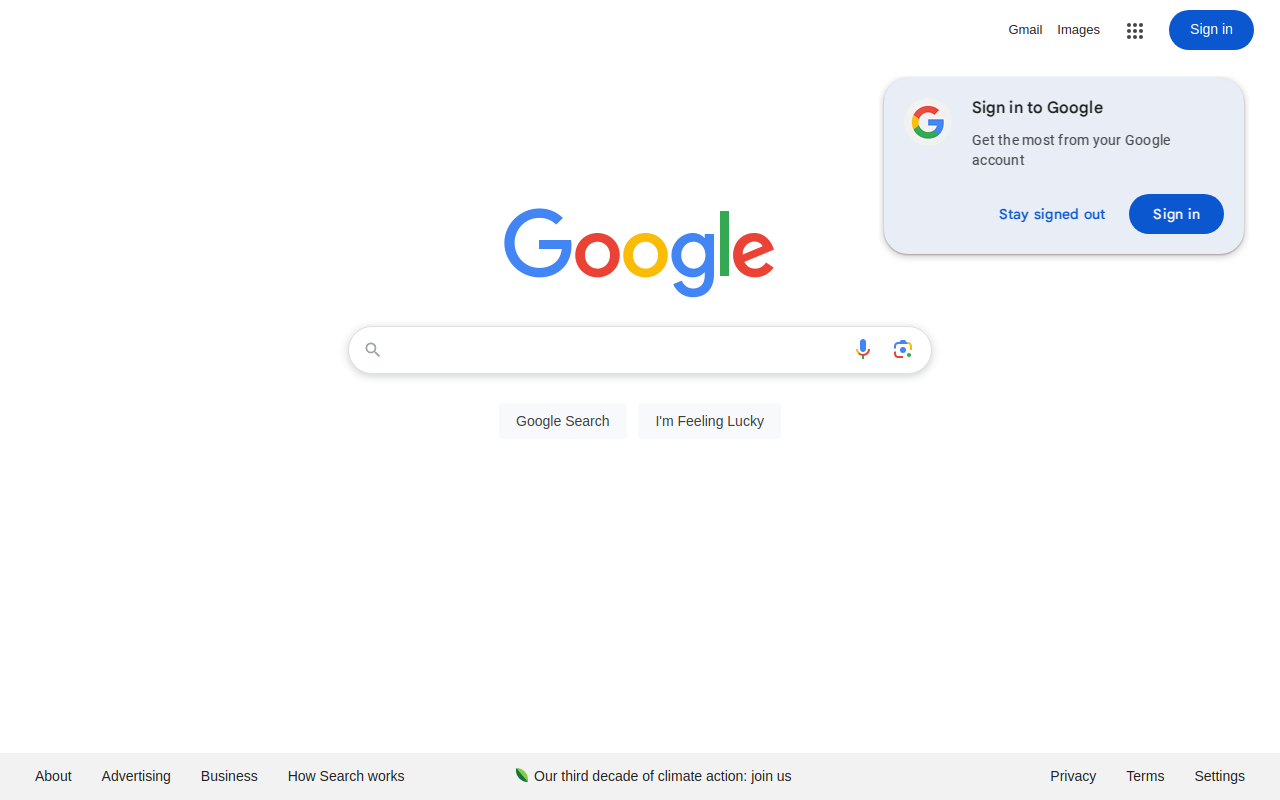 Gmail Images Sign in
Sign in to Google
Get the most from your Google
account
Stay signed out Sign in
Google
Google Search I'm Feeling Lucky
About Advertising Business How Search works Our third decade of climate action: join us Privacy Terms Settings